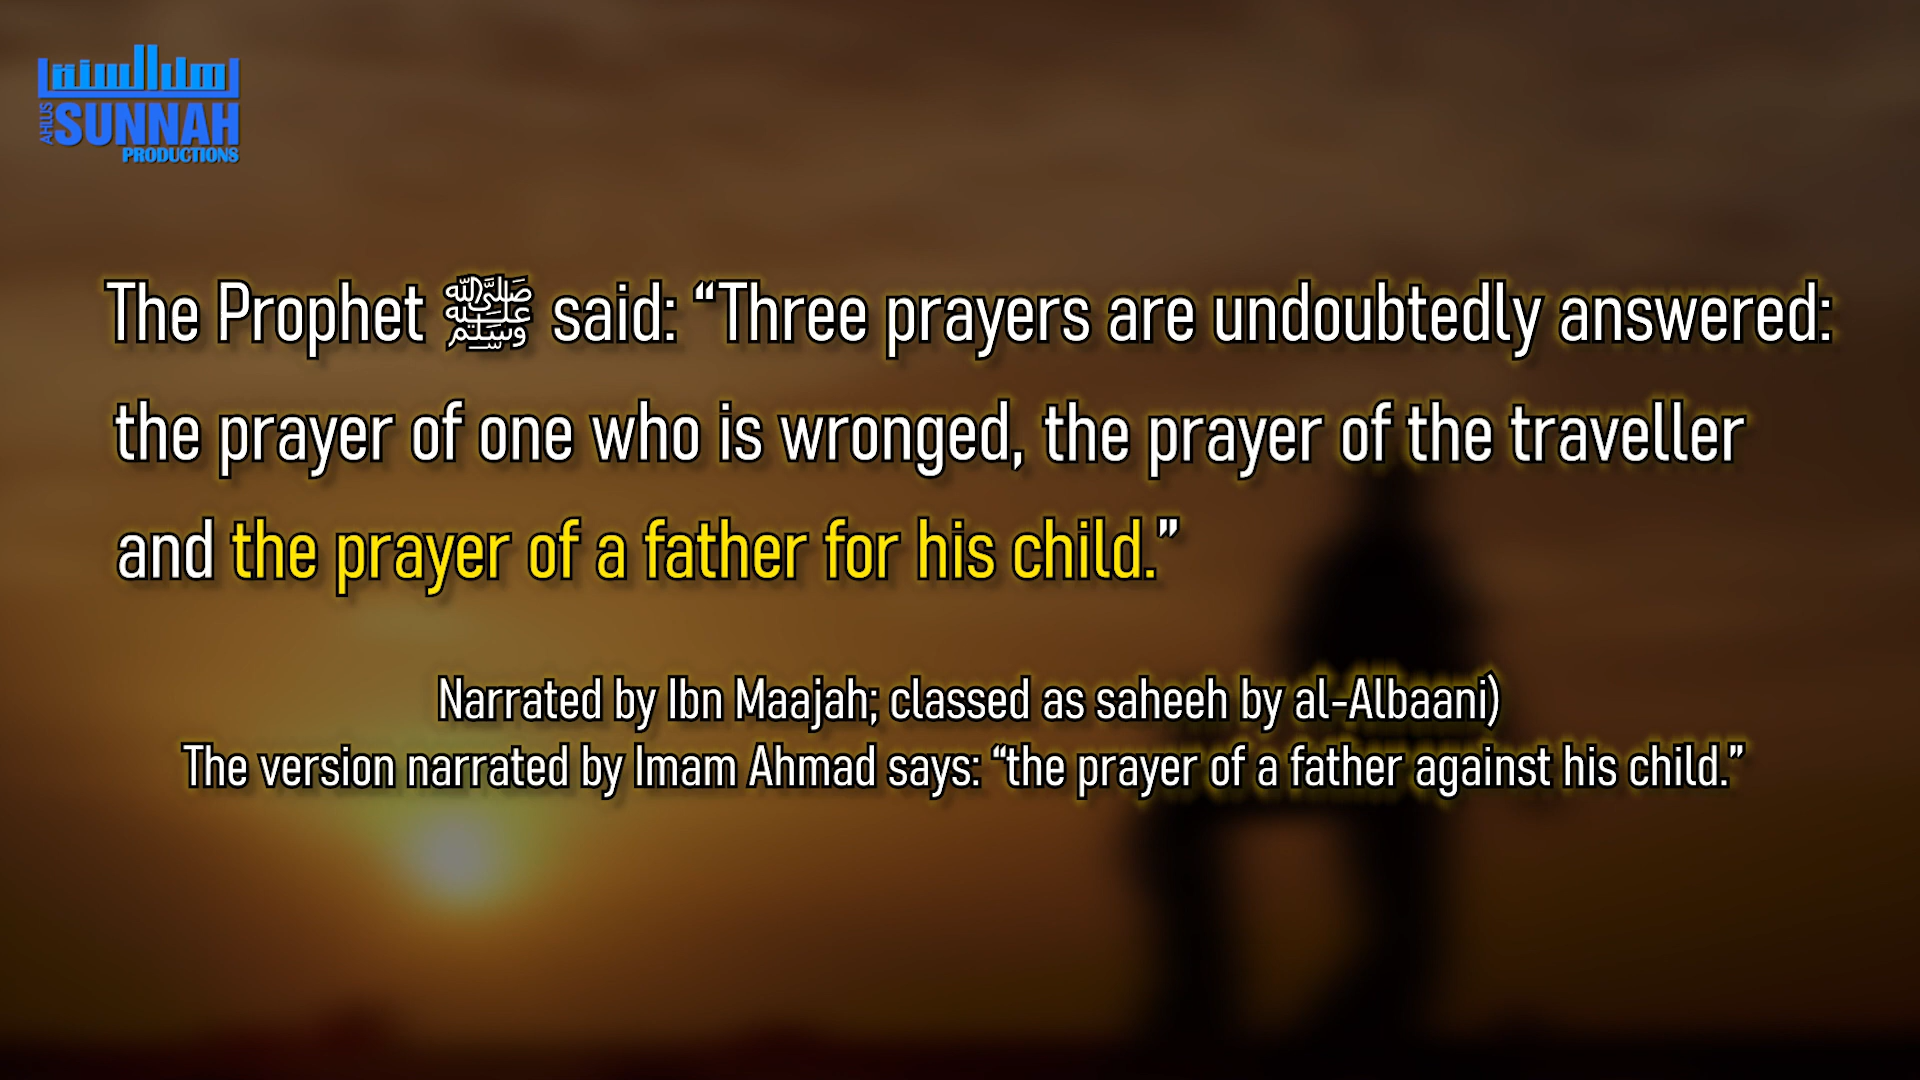 اهل السنة
AHLUS
SUNNAH
PRODUCTIONS
The Prophet ﷺ said: “Three prayers are undoubtedly answered:
the prayer of one who is wronged, the prayer of the traveller
and the prayer of a father for his child.”
Narrated by Ibn Maajah; classed as saheeh by al-Albaani)
The version narrated by Imam Ahmad says: “the prayer of a father against his child.”